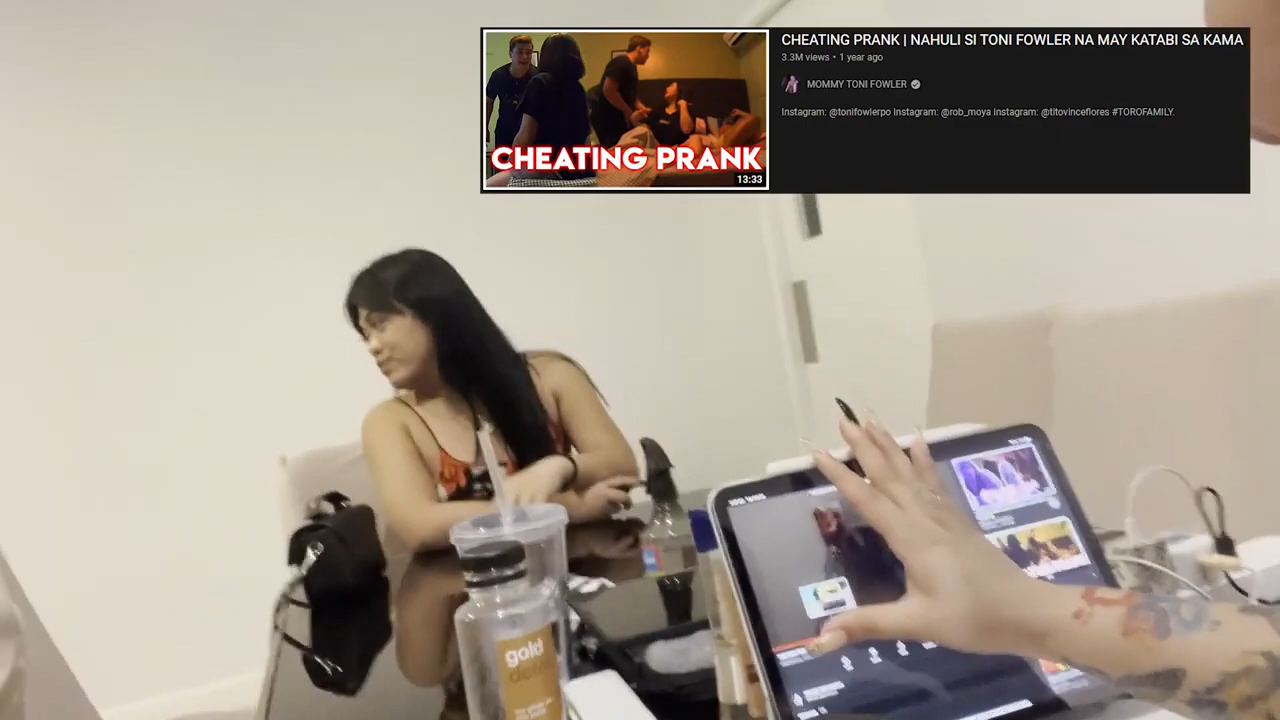 CHEATING PRANK | NAHULI SI TONI FOWLER NA MAY KATABI SA KAMA
3.3M views • 1 year ago
MOMMY TONI FOWLER
Instagram: @tonifowlerpo Instagram: @rob_moya Instagram: @titovinceflores #TOROFAMILY.
CHEATING PRANK
13:33
gold